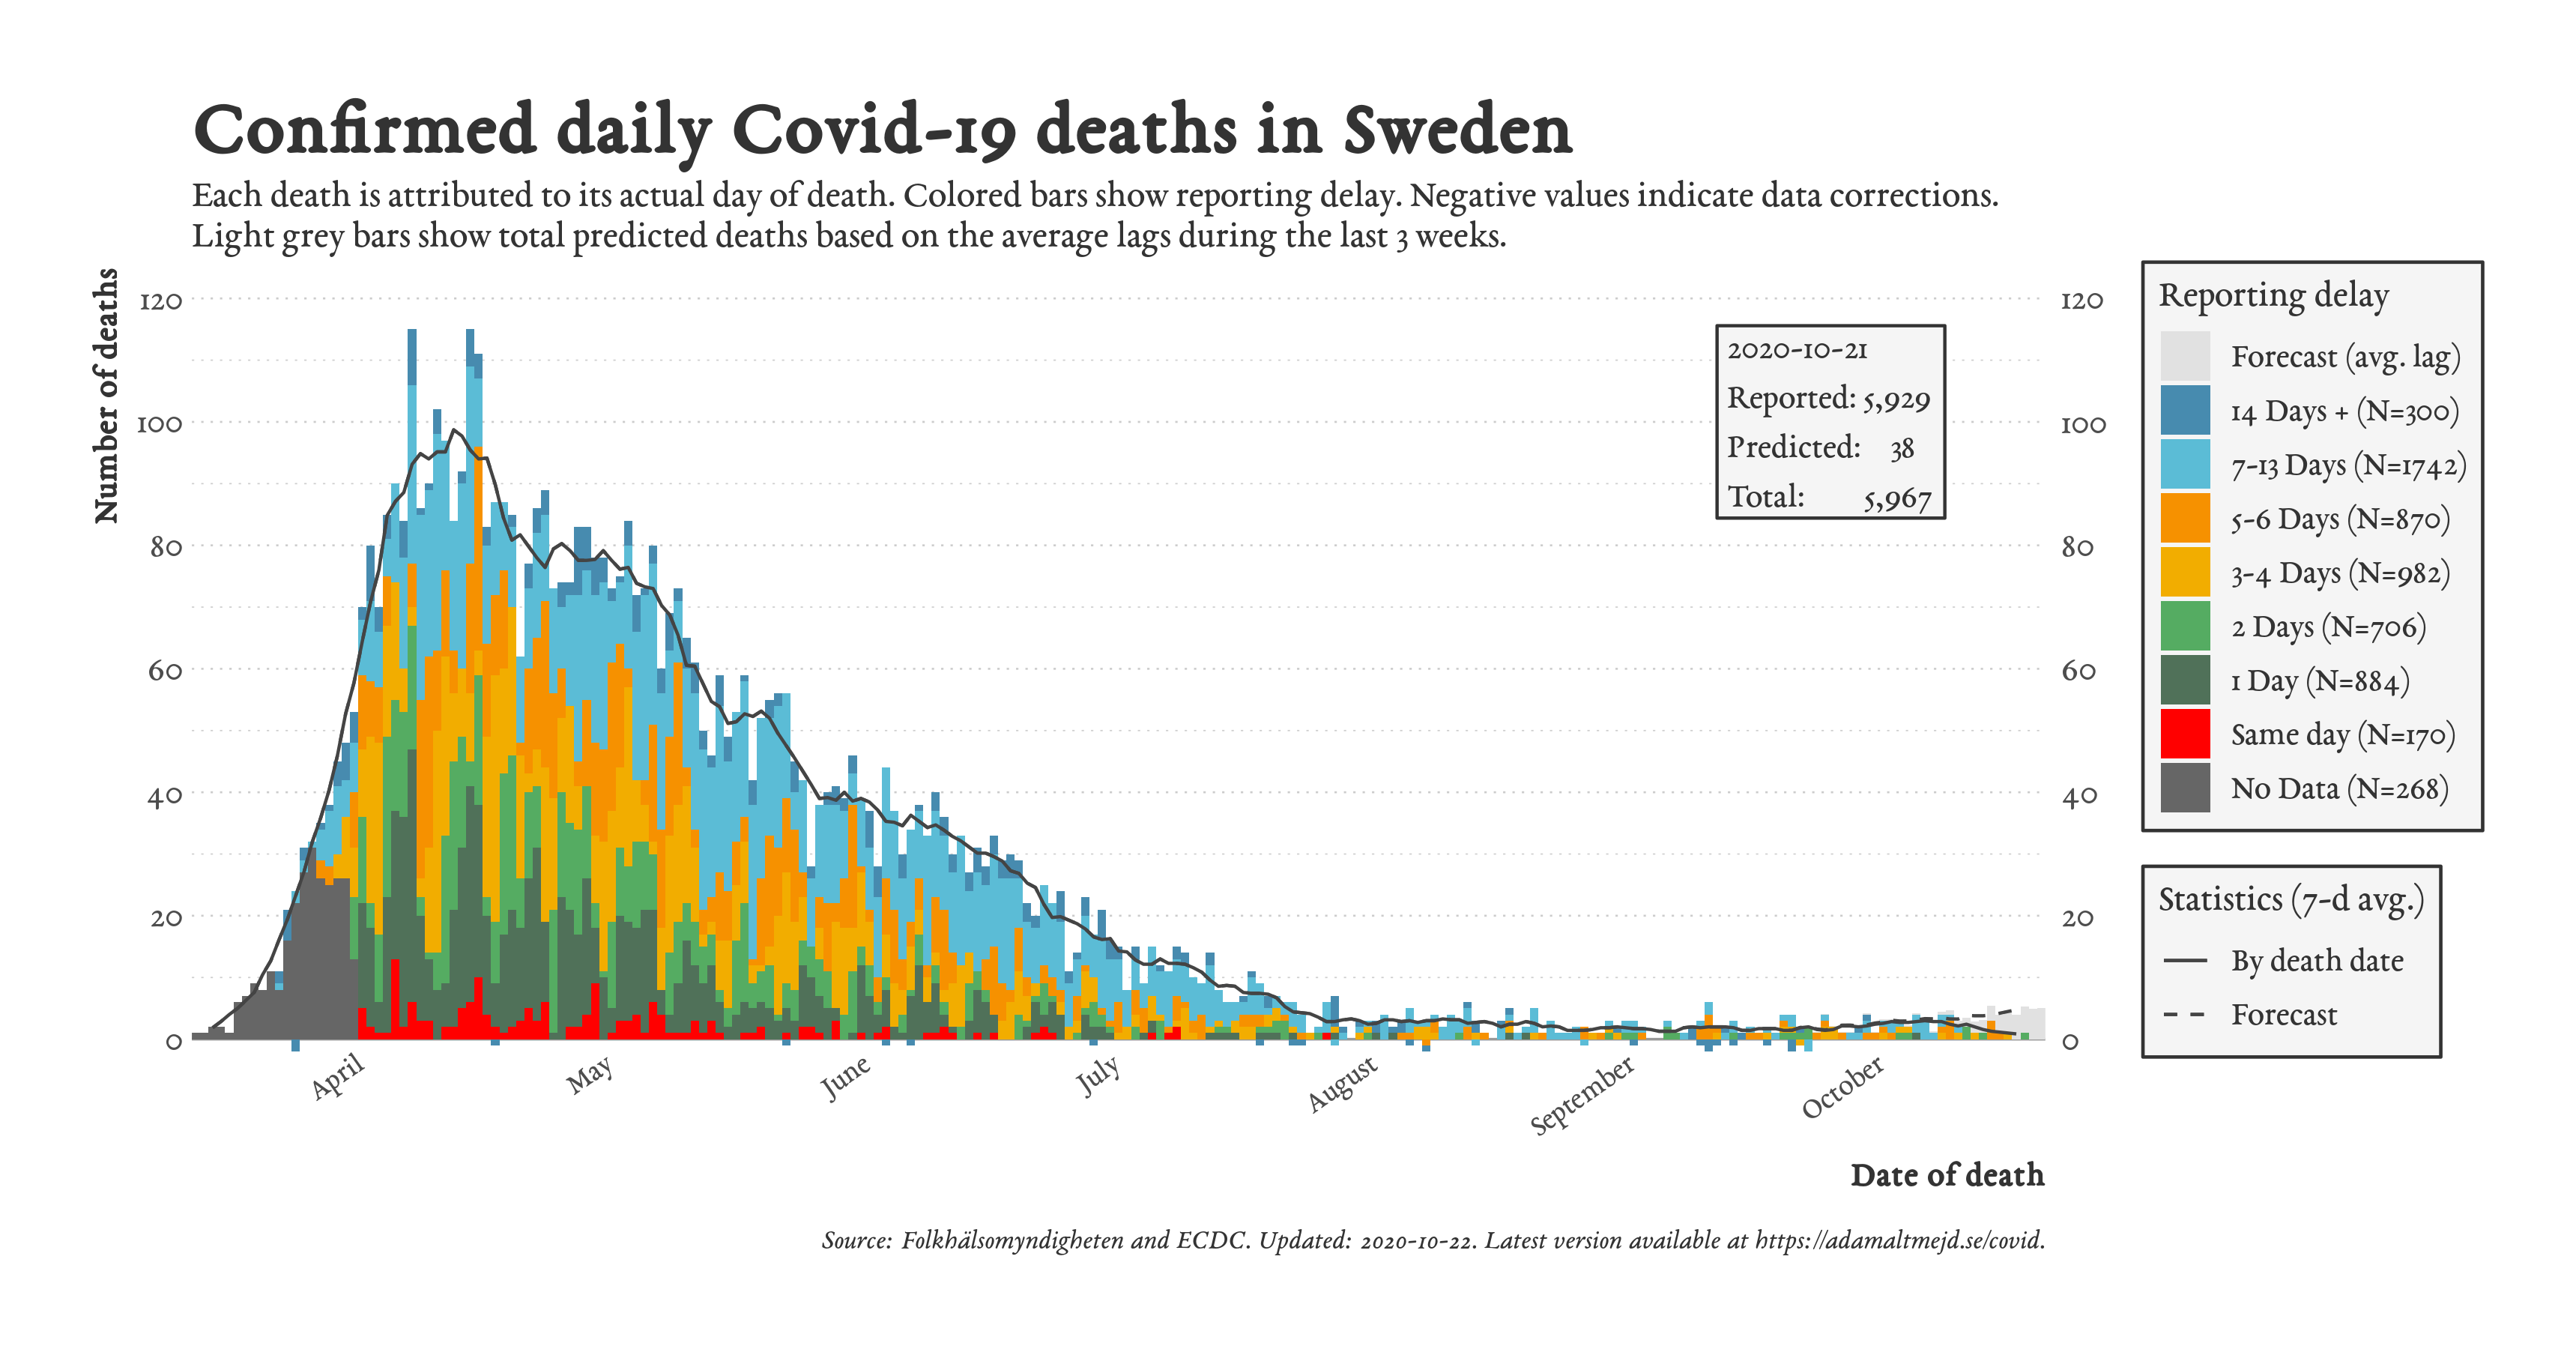 Confirmed daily Covid-19 deaths in Sweden
Each death is attributed to its actual day of death. Colored bars show reporting delay. Negative values indicate data corrections.
Light grey bars show total predicted deaths based on the average lags during the last 3 weeks.
Number of deaths
120
100
80
60
40
20
0
120
100
80
60
40
20
0
2020-10-21
Reported: 5,929
Predicted: 38
Total: 5,967
April
May
June
July
August
September
October
Date of death
Reporting delay
Forecast (avg. lag)
14 Days + (N=300)
7-13 Days (N=1742)
5-6 Days (N=870)
3-4 Days (N=982)
2 Days (N=706)
1 Day (N=884)
Same day (N=170)
No Data (N=268)
Statistics (7-d avg.)
By death date
Forecast
Source: Folkhälsomyndigheten and ECDC. Updated: 2020-10-22. Latest version available at https://adamaltmejd.se/covid.